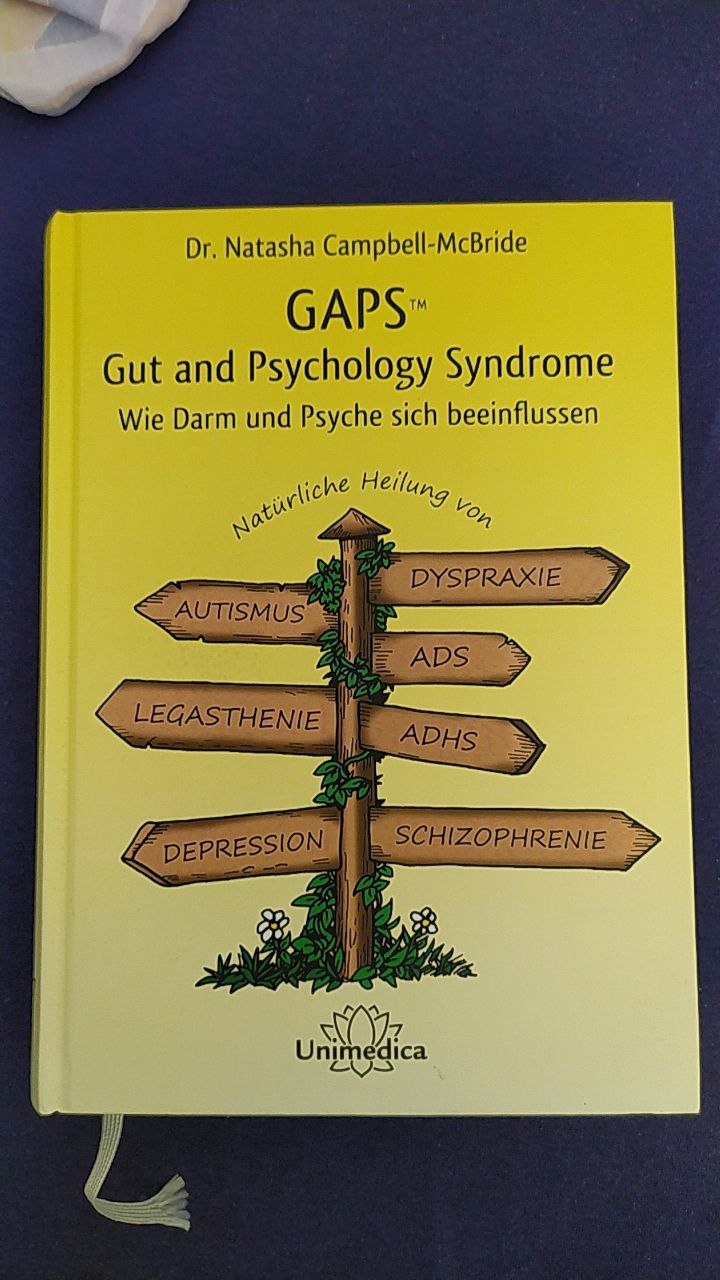 Dr. Natasha Campbell-McBride
GAPS™
Gut and Psychology Syndrome
Wie Darm und Psyche sich beeinflussen
Natürliche Heilung von
DYSPRAXIE
AUTISMUS
ADS
LEGASTHENIE
ADHS
DEPRESSION
SCHIZOPHRENIE
Unimedica